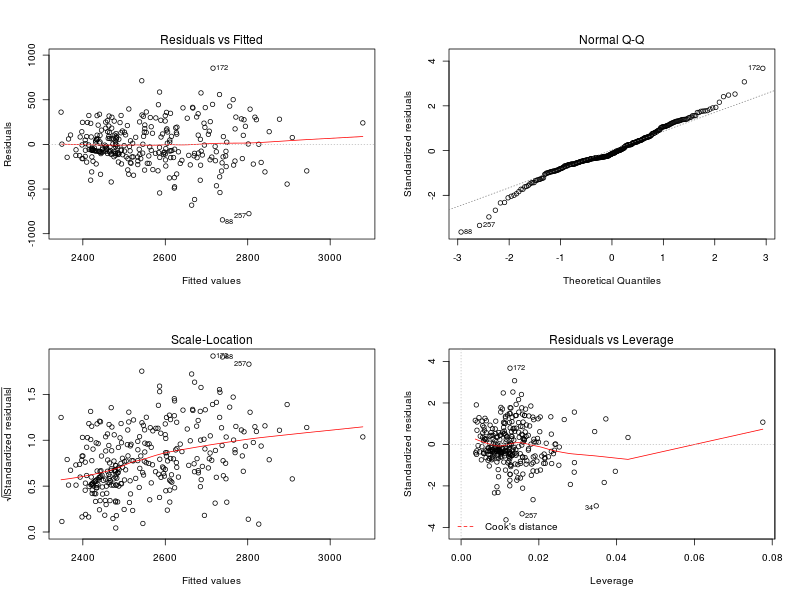 Residuals vs Fitted
Residuals
1000
500
0
-500
-1000
172
257
88
2400 2600 2800 3000
Fitted values
Normal Q-Q
Standardized residuals
4
2
0
-2
172
257
88
-3 -2 -1 0 1 2 3
Theoretical Quantiles
Scale-Location
√|Standardized residuals|
1.5
1.0
0.5
0.0
172
88
257
2400 2600 2800 3000
Fitted values
Residuals vs Leverage
Standardized residuals
4
2
0
-2
-4
172
34
257
Cook's distance
0.00 0.02 0.04 0.06 0.08
Leverage